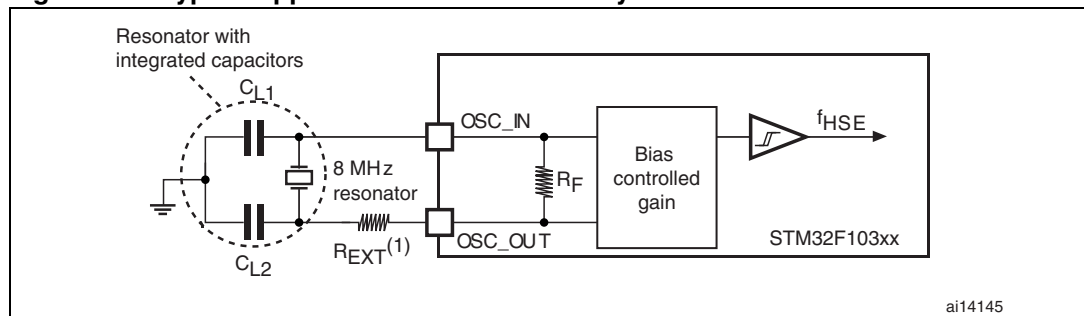 Resonator with
integrated capacitors
CL1
OSC_IN
fHSE
8 MHz
resonator
RF
Bias
controlled
gain
OSC_OUT
STM32F103xx
REXT(1)
CL2
ai14145